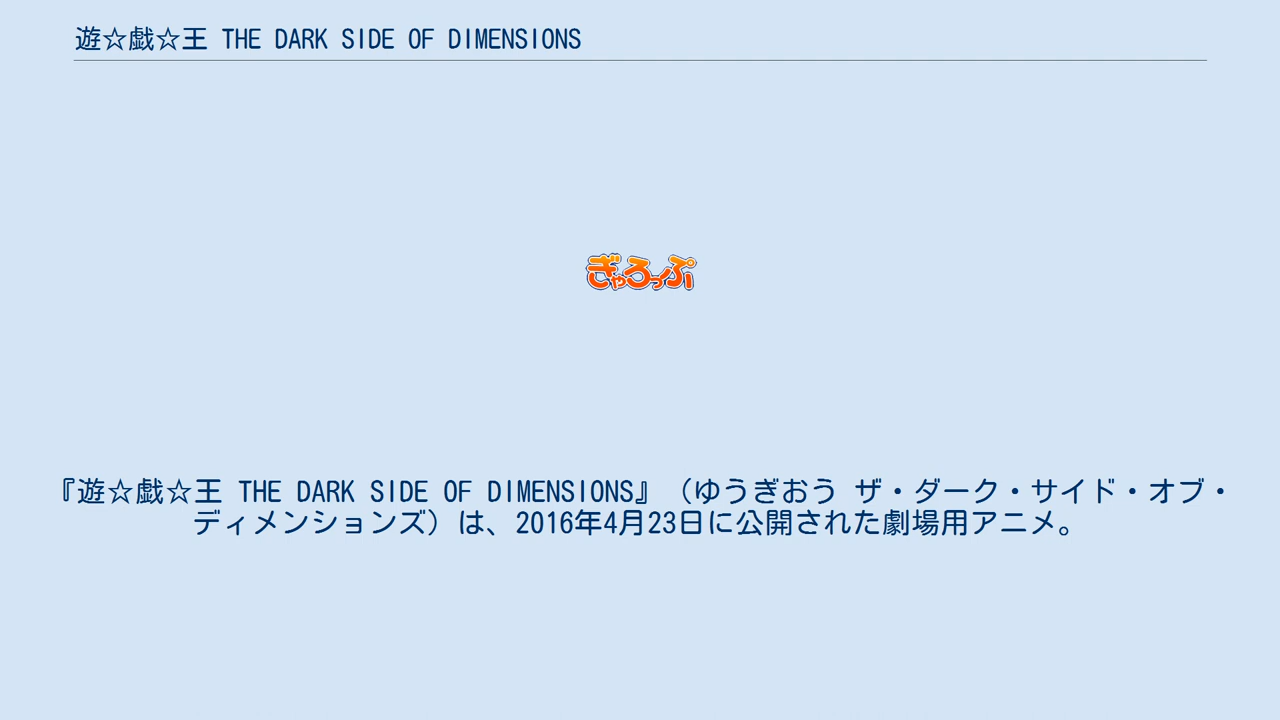 遊☆戯☆王 THE DARK SIDE OF DIMENSIONS
ぎゃろっぷ
『遊☆戯☆王 THE DARK SIDE OF DIMENSIONS』（ゆうぎおう ザ・ダーク・サイド・オブ・
ディメンションズ）は、2016年4月23日に公開された劇場用アニメ。